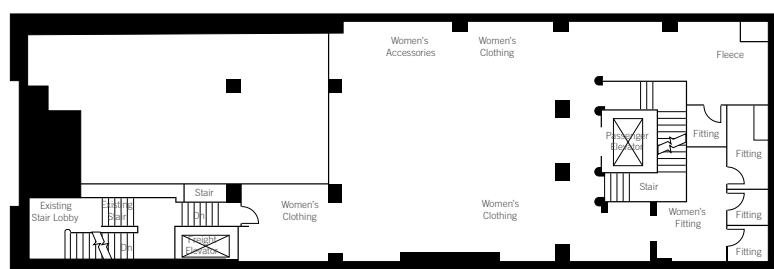 Women's
Accessories
Women's
Clothing
Fleece
Passenger
Elevator
Fitting
Fitting
Stair
Stair
Existing
Stair Lobby
Existing
Stair
Dn
Women's
Clothing
Women's
Clothing
Women's
Fitting
Fitting
Dn
Freight
Elevator
Fitting